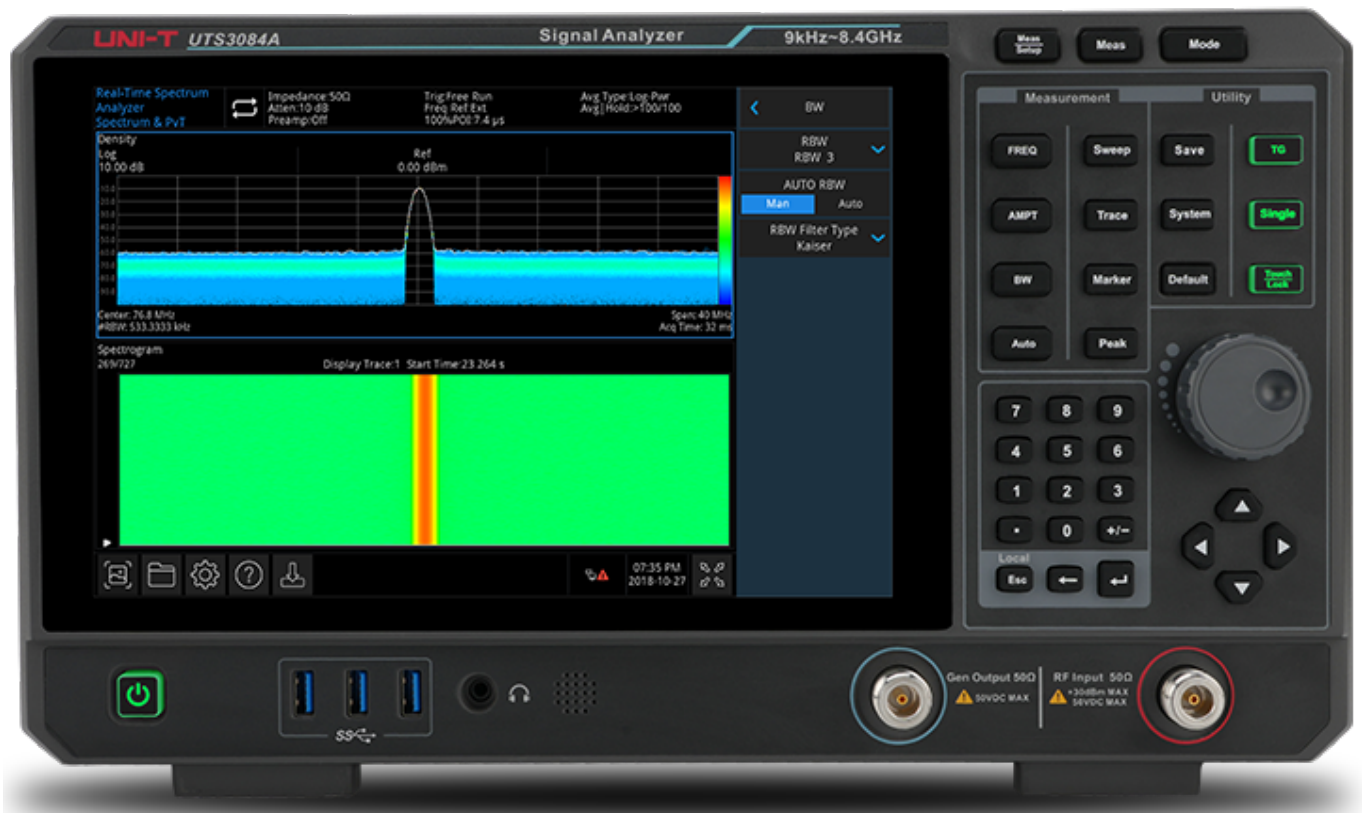 UNI-T UTS3084A
Signal Analyzer
9kHz~8.4GHz
Meas
Setup
Meas
Mode
Real-Time Spectrum
Analyzer
Spectrum & PvT
Impedance:50Ω
Atten:10 dB
Preamp:Off
Trig:Free Run
Freq Ref:Ext
100%POI:7.4 µs
Avg Type:Log-Pwr
Avg|Hold:>100/100
BW
RBW
RBW 3
AUTO RBW
Man Auto
RBW Filter Type
Kaiser
Density
Log
10.00 dB
Ref
0.00 dBm
Center: 76.8 MHz
#RBW: 533.3333 kHz
Span: 40 MHz
Acq Time: 32 ms
Spectrogram
269/727
Display Trace:1 Start Time:23.264 s
07:35 PM
2018-10-27
Measurement
Utility
FREQ
Sweep
Save
TG
AMPT
Trace
System
Single
BW
Marker
Default
Touch
Lock
Auto
Peak
7 8 9
4 5 6
1 2 3
. 0 +/-
Local
Esc
SS
Gen Output 50Ω
50VDC MAX
RF Input 50Ω
+30dBm MAX
50VDC MAX